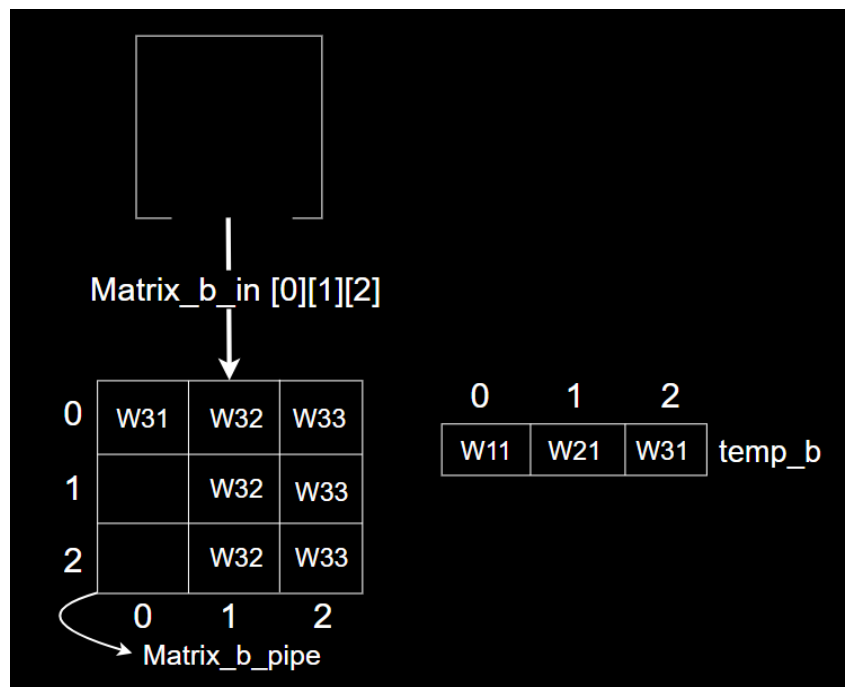 Matrix_b_in [0][1][2]
0 1 2
0 W31 W32 W33
W11 W21 W31 temp_b
1 W32 W33
2 W32 W33
0 1 2
Matrix_b_pipe